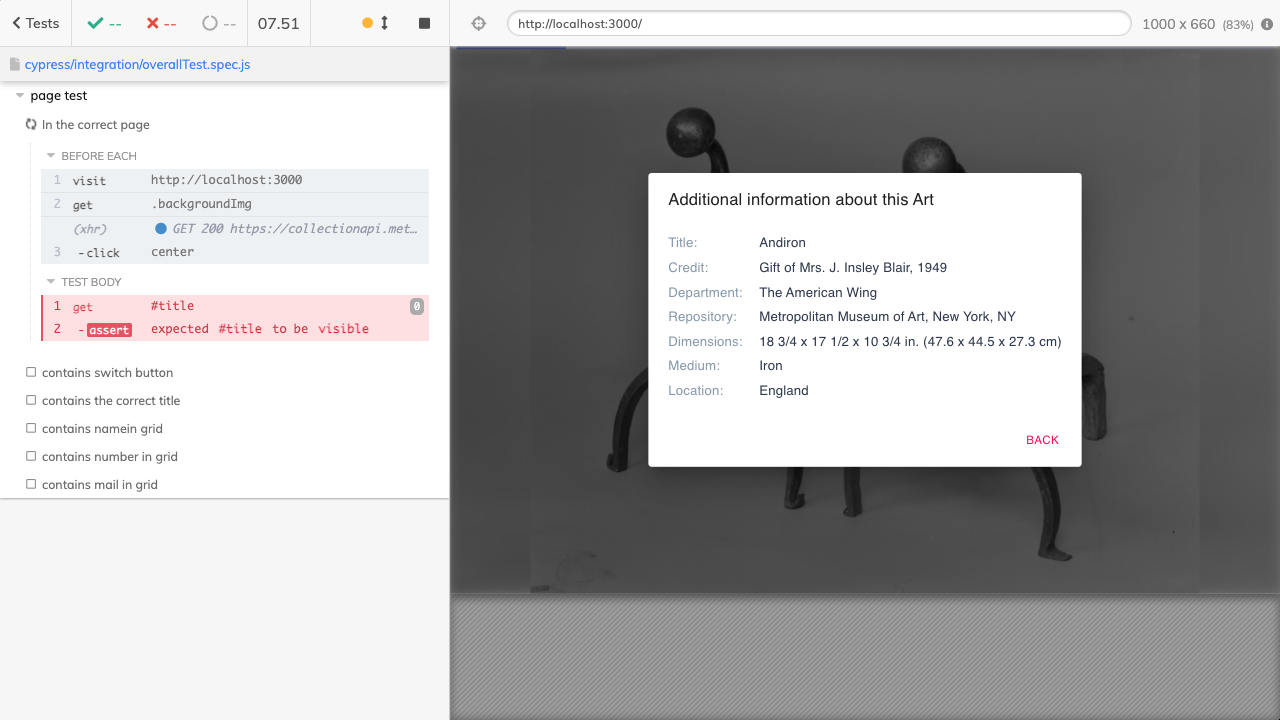 Tests -- -- -- 07.51 http://localhost:3000/ 1000 x 660 (83%)
cypress/integration/overallTest.spec.js
page test
In the correct page
BEFORE EACH
1 visit http://localhost:3000
2 get .backgroundImg
(xhr) GET 200 https://collectionapi.met…
3 -click center
TEST BODY
1 get #title 0
2 -assert expected #title to be visible
contains switch button
contains the correct title
contains namein grid
contains number in grid
contains mail in grid
Additional information about this Art
Title: Andiron
Credit: Gift of Mrs. J. Insley Blair, 1949
Department: The American Wing
Repository: Metropolitan Museum of Art, New York, NY
Dimensions: 18 3/4 x 17 1/2 x 10 3/4 in. (47.6 x 44.5 x 27.3 cm)
Medium: Iron
Location: England
BACK